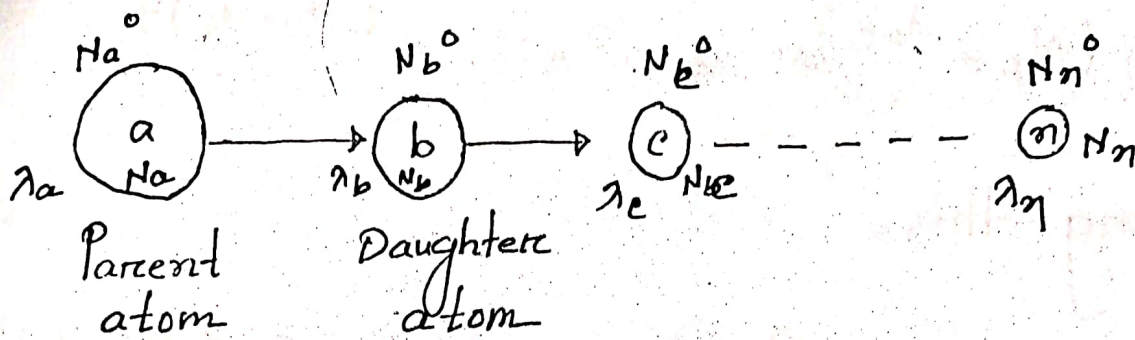 Na° Nb° Nc° Nn°
a b c n Nn
λa Na λb Nb λc Nc λn
Parent Daughter
atom atom